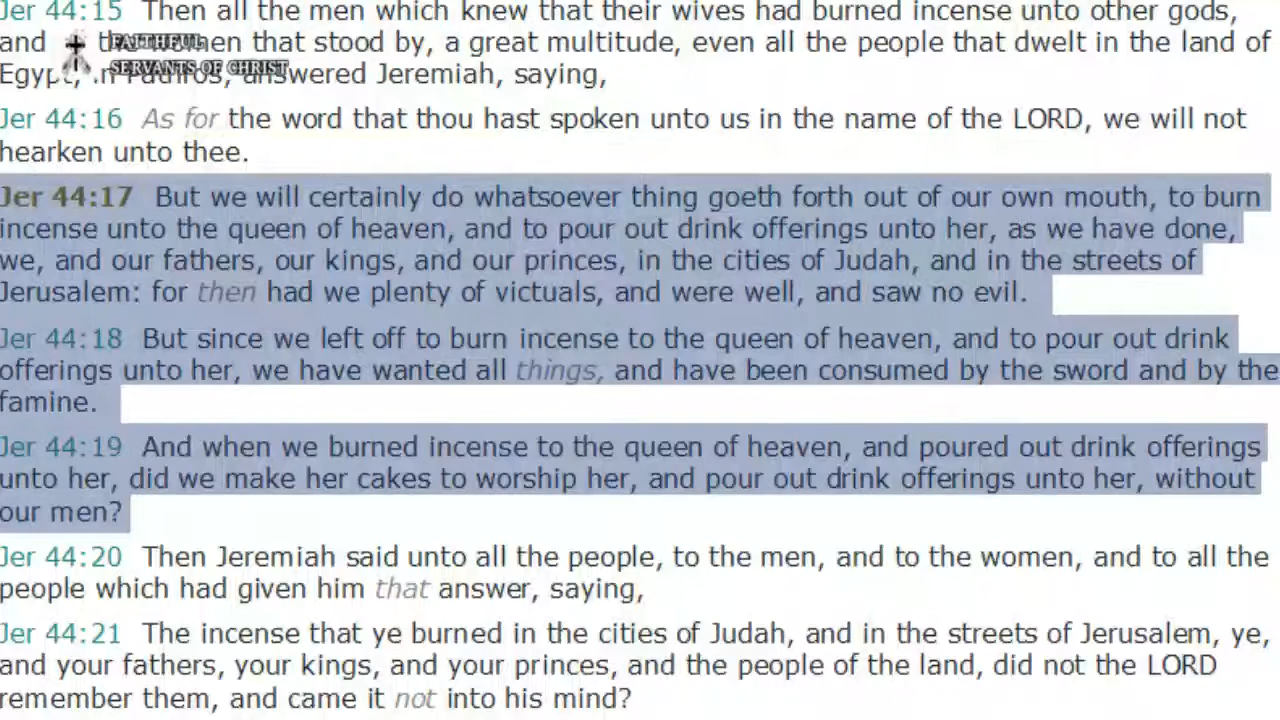 Jer 44:15 Then all the men which knew that their wives had burned incense unto other gods,
and the women that stood by, a great multitude, even all the people that dwelt in the land of
Egypt, in Pathros, answered Jeremiah, saying,
FAITHFUL
SERVANTS OF CHRIST
Jer 44:16 As for the word that thou hast spoken unto us in the name of the LORD, we will not
hearken unto thee.
Jer 44:17 But we will certainly do whatsoever thing goeth forth out of our own mouth, to burn
incense unto the queen of heaven, and to pour out drink offerings unto her, as we have done,
we, and our fathers, our kings, and our princes, in the cities of Judah, and in the streets of
Jerusalem: for then had we plenty of victuals, and were well, and saw no evil.
Jer 44:18 But since we left off to burn incense to the queen of heaven, and to pour out drink
offerings unto her, we have wanted all things, and have been consumed by the sword and by the
famine.
Jer 44:19 And when we burned incense to the queen of heaven, and poured out drink offerings
unto her, did we make her cakes to worship her, and pour out drink offerings unto her, without
our men?
Jer 44:20 Then Jeremiah said unto all the people, to the men, and to the women, and to all the
people which had given him that answer, saying,
Jer 44:21 The incense that ye burned in the cities of Judah, and in the streets of Jerusalem, ye,
and your fathers, your kings, and your princes, and the people of the land, did not the LORD
remember them, and came it not into his mind?